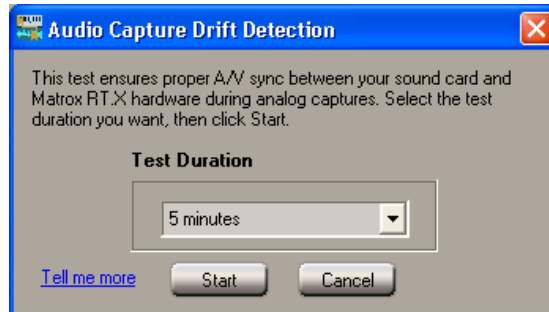 Audio Capture Drift Detection
This test ensures proper A/V sync between your sound card and
Matrox RT.X hardware during analog captures. Select the test
duration you want, then click Start.
Test Duration
5 minutes
Tell me more
Start
Cancel